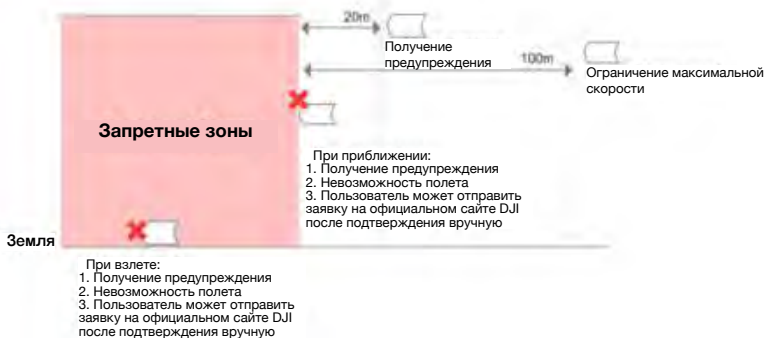 20m
Получение
предупреждения
100m
Ограничение максимальной
скорости
Запретные зоны
При приближении:
1. Получение предупреждения
2. Невозможность полета
3. Пользователь может отправить
заявку на официальном сайте DJI
после подтверждения вручную
Земля
При взлете:
1. Получение предупреждения
2. Невозможность полета
3. Пользователь может отправить
заявку на официальном сайте DJI
после подтверждения вручную